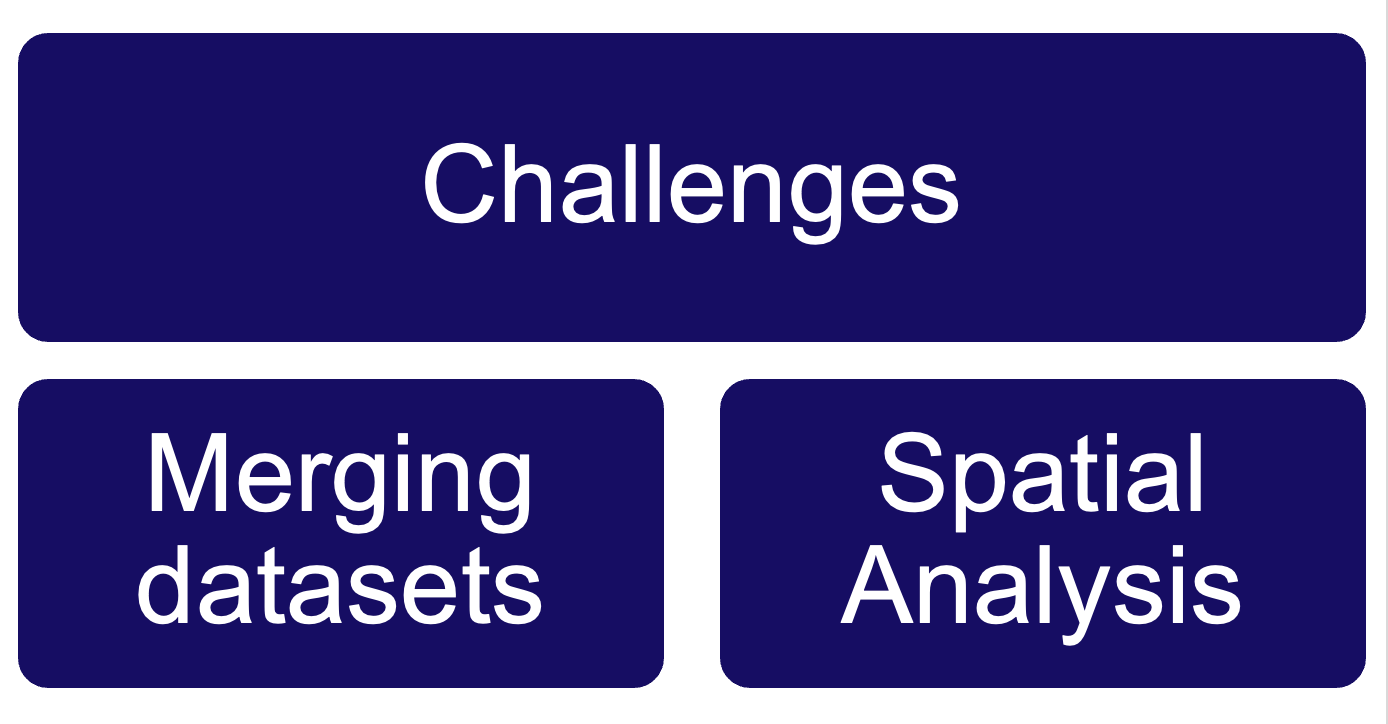 Challenges
Merging
datasets
Spatial
Analysis